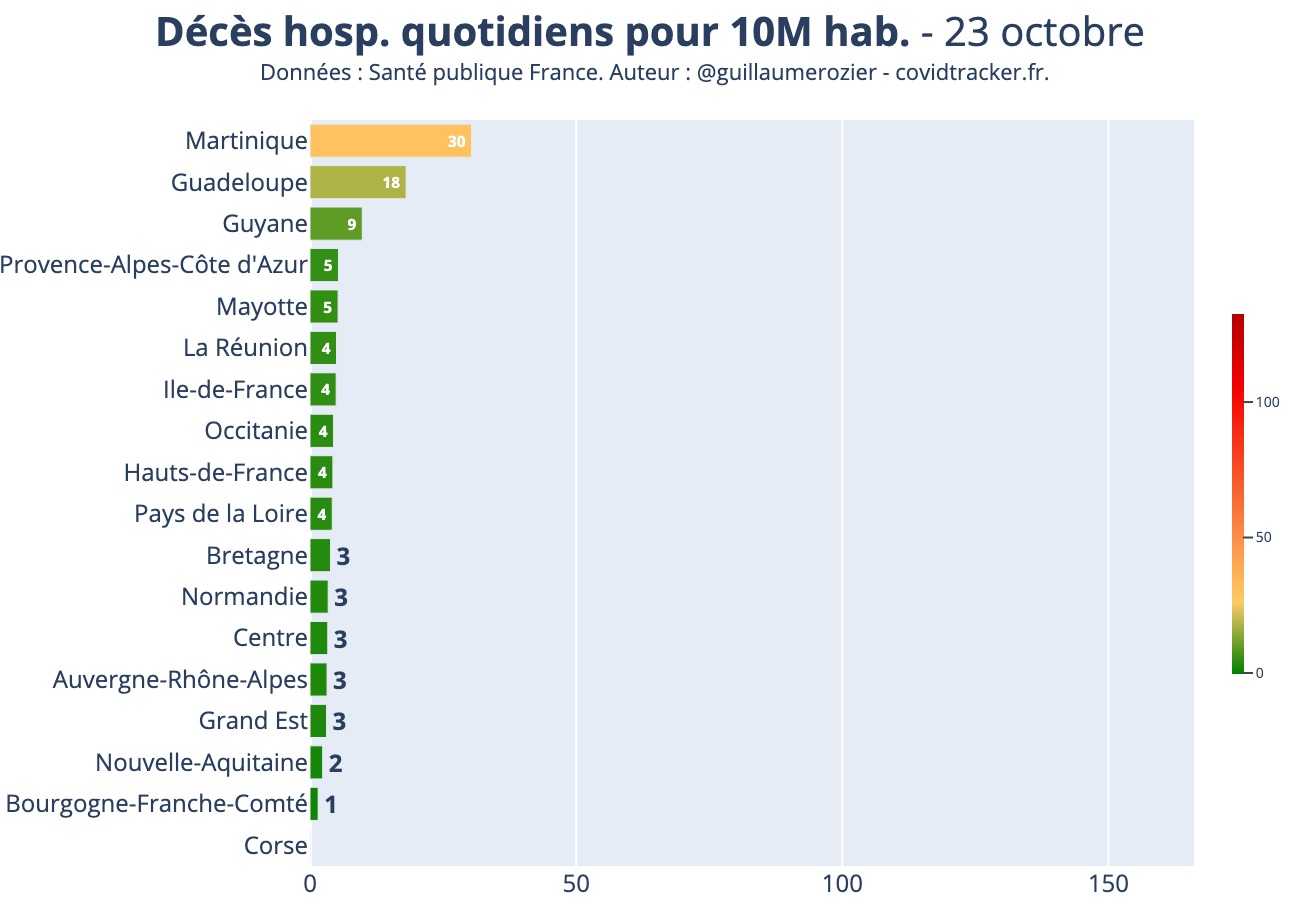 Décès hosp. quotidiens pour 10M hab. - 23 octobre
Données : Santé publique France. Auteur : @guillaumerozier - covidtracker.fr.
Martinique 30
Guadeloupe 18
Guyane 9
Provence-Alpes-Côte d'Azur 5
Mayotte 5
La Réunion 4
Ile-de-France 4
Occitanie 4
Hauts-de-France 4
Pays de la Loire 4
Bretagne 3
Normandie 3
Centre 3
Auvergne-Rhône-Alpes 3
Grand Est 3
Nouvelle-Aquitaine 2
Bourgogne-Franche-Comté 1
Corse
0 50 100 150
100
50
0